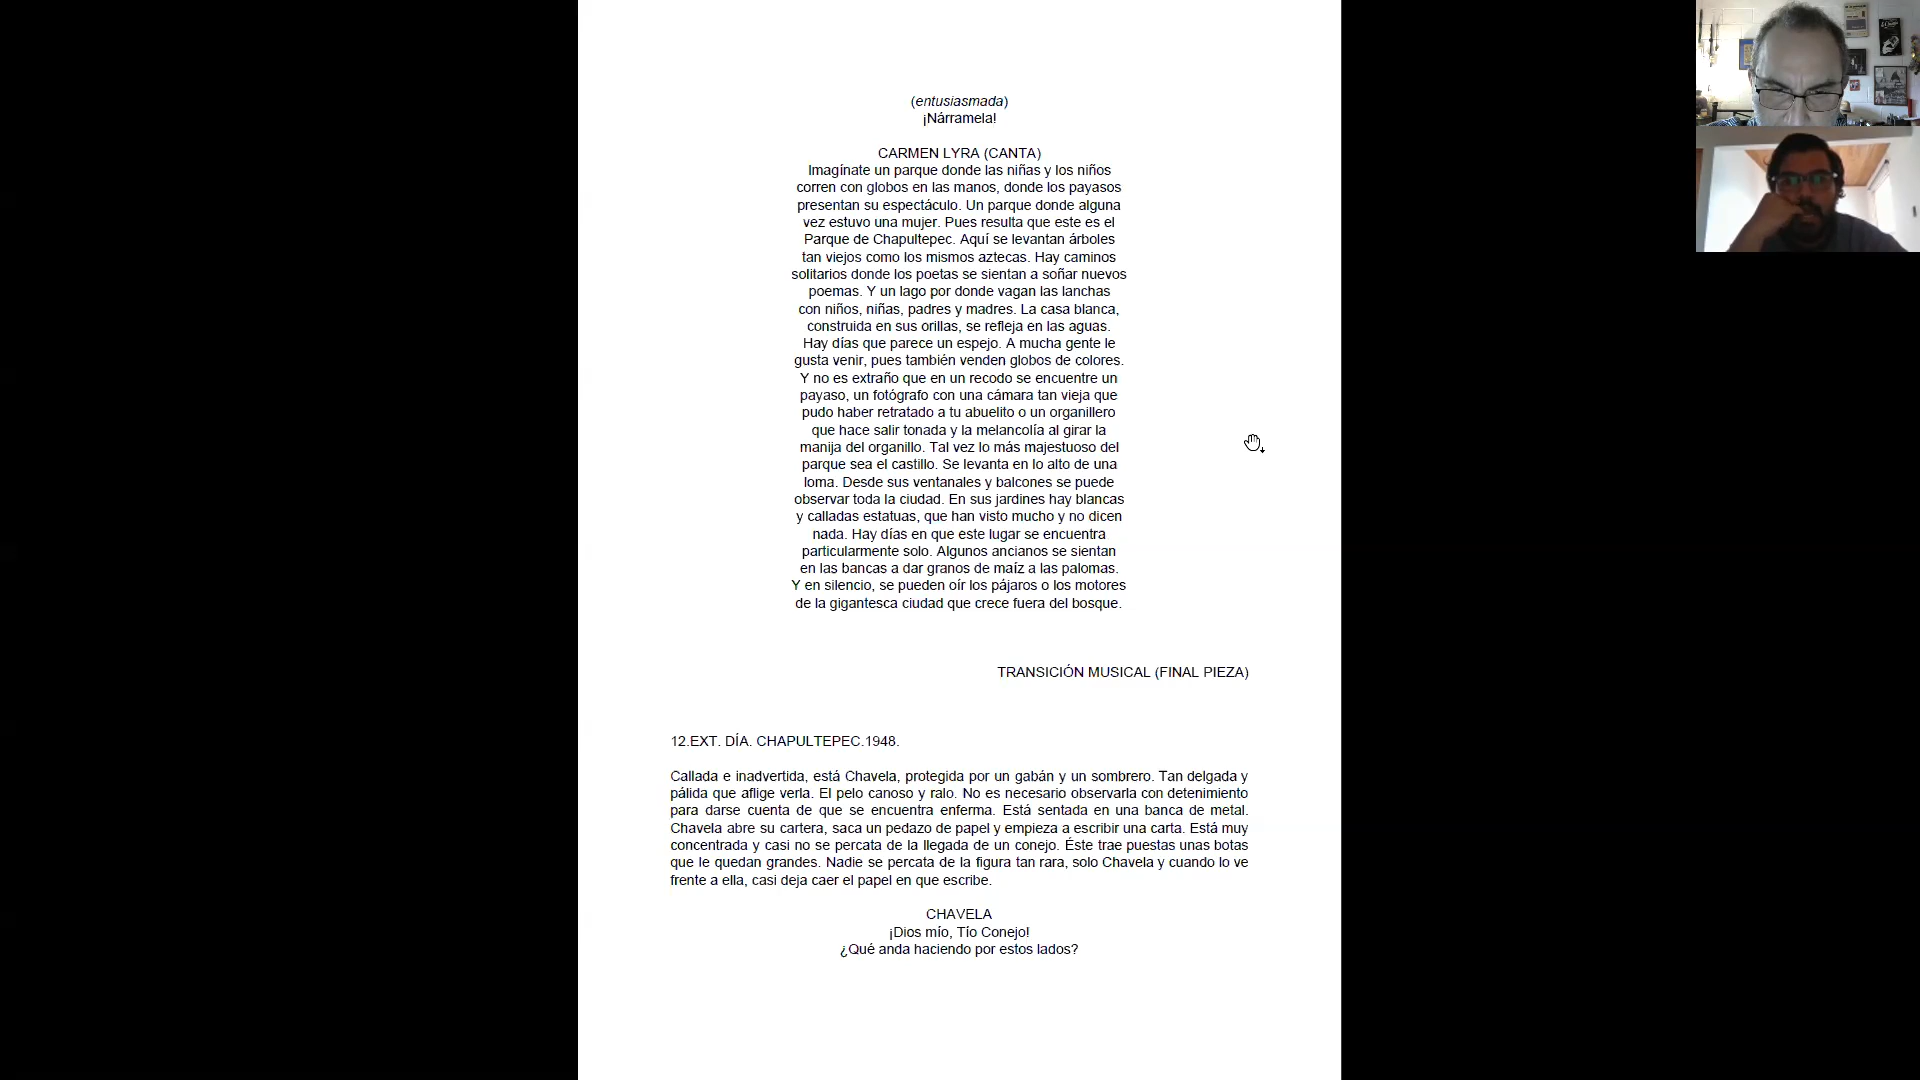 (entusiasmada)
¡Nárramela!
CARMEN LYRA (CANTA)
Imagínate un parque donde las niñas y los niños
corren con globos en las manos, donde los payasos
presentan su espectáculo. Un parque donde alguna
vez estuvo una mujer. Pues resulta que este es el
Parque de Chapultepec. Aquí se levantan árboles
tan viejos como los mismos aztecas. Hay caminos
solitarios donde los poetas se sientan a soñar nuevos
poemas. Y un lago por donde vagan las lanchas
con niños, niñas, padres y madres. La casa blanca,
construida en sus orillas, se refleja en las aguas.
Hay días que parece un espejo. A mucha gente le
gusta venir, pues también venden globos de colores.
Y no es extraño que en un recodo se encuentre un
payaso, un fotógrafo con una cámara tan vieja que
pudo haber retratado a tu abuelito o un organillero
que hace salir tonada y la melancolía al girar la
manija del organillo. Tal vez lo más majestuoso del
parque sea el castillo. Se levanta en lo alto de una
loma. Desde sus ventanales y balcones se puede
observar toda la ciudad. En sus jardines hay blancas
y calladas estatuas, que han visto mucho y no dicen
nada. Hay días en que este lugar se encuentra
particularmente solo. Algunos ancianos se sientan
en las bancas a dar granos de maíz a las palomas.
Y en silencio, se pueden oír los pájaros o los motores
de la gigantesca ciudad que crece fuera del bosque.
TRANSICIÓN MUSICAL (FINAL PIEZA)
12.EXT. DÍA. CHAPULTEPEC.1948.
Callada e inadvertida, está Chavela, protegida por un gabán y un sombrero. Tan delgada y
pálida que aflige verla. El pelo canoso y ralo. No es necesario observarla con detenimiento
para darse cuenta de que se encuentra enferma. Está sentada en una banca de metal.
Chavela abre su cartera, saca un pedazo de papel y empieza a escribir una carta. Está muy
concentrada y casi no se percata de la llegada de un conejo. Éste trae puestas unas botas
que le quedan grandes. Nadie se percata de la figura tan rara, solo Chavela y cuando lo ve
frente a ella, casi deja caer el papel en que escribe.
CHAVELA
¡Dios mío, Tío Conejo!
¿Qué anda haciendo por estos lados?